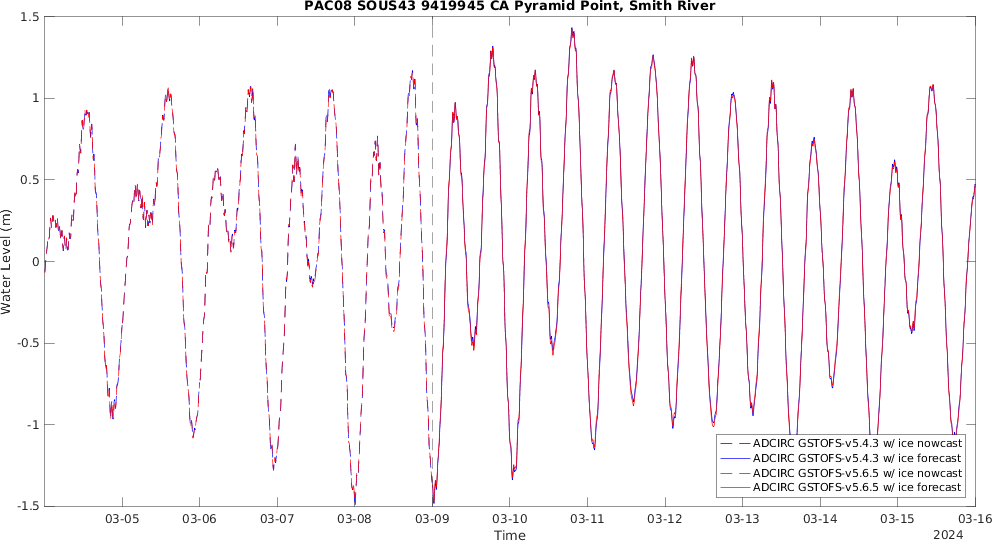 PAC08 SOUS43 9419945 CA Pyramid Point, Smith River
Water Level (m)
1.5
1
0.5
0
-0.5
-1
-1.5
ADCIRC GSTOFS-v5.4.3 w/ ice nowcast
ADCIRC GSTOFS-v5.4.3 w/ ice forecast
ADCIRC GSTOFS-v5.6.5 w/ ice nowcast
ADCIRC GSTOFS-v5.6.5 w/ ice forecast
03-05 03-06 03-07 03-08 03-09 03-10 03-11 03-12 03-13 03-14 03-15 03-16
Time
2024